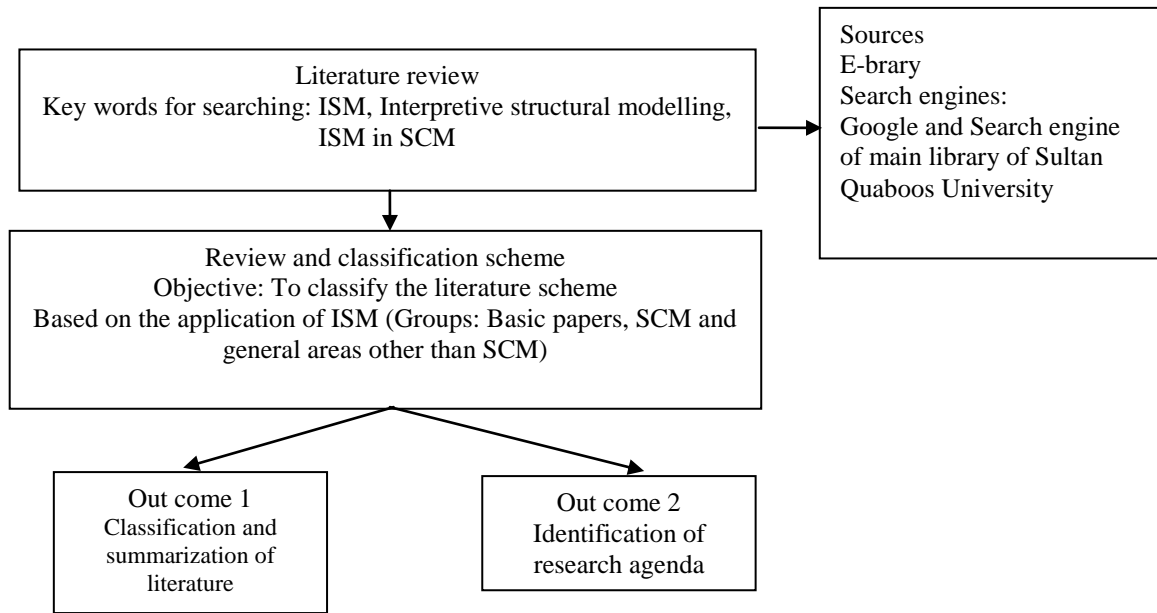 Literature review
Key words for searching: ISM, Interpretive structural modelling,
ISM in SCM
Sources
E-brary
Search engines:
Google and Search engine
of main library of Sultan
Quaboos University
Review and classification scheme
Objective: To classify the literature scheme
Based on the application of ISM (Groups: Basic papers, SCM and
general areas other than SCM)
Out come 1
Classification and
summarization of
literature
Out come 2
Identification of
research agenda